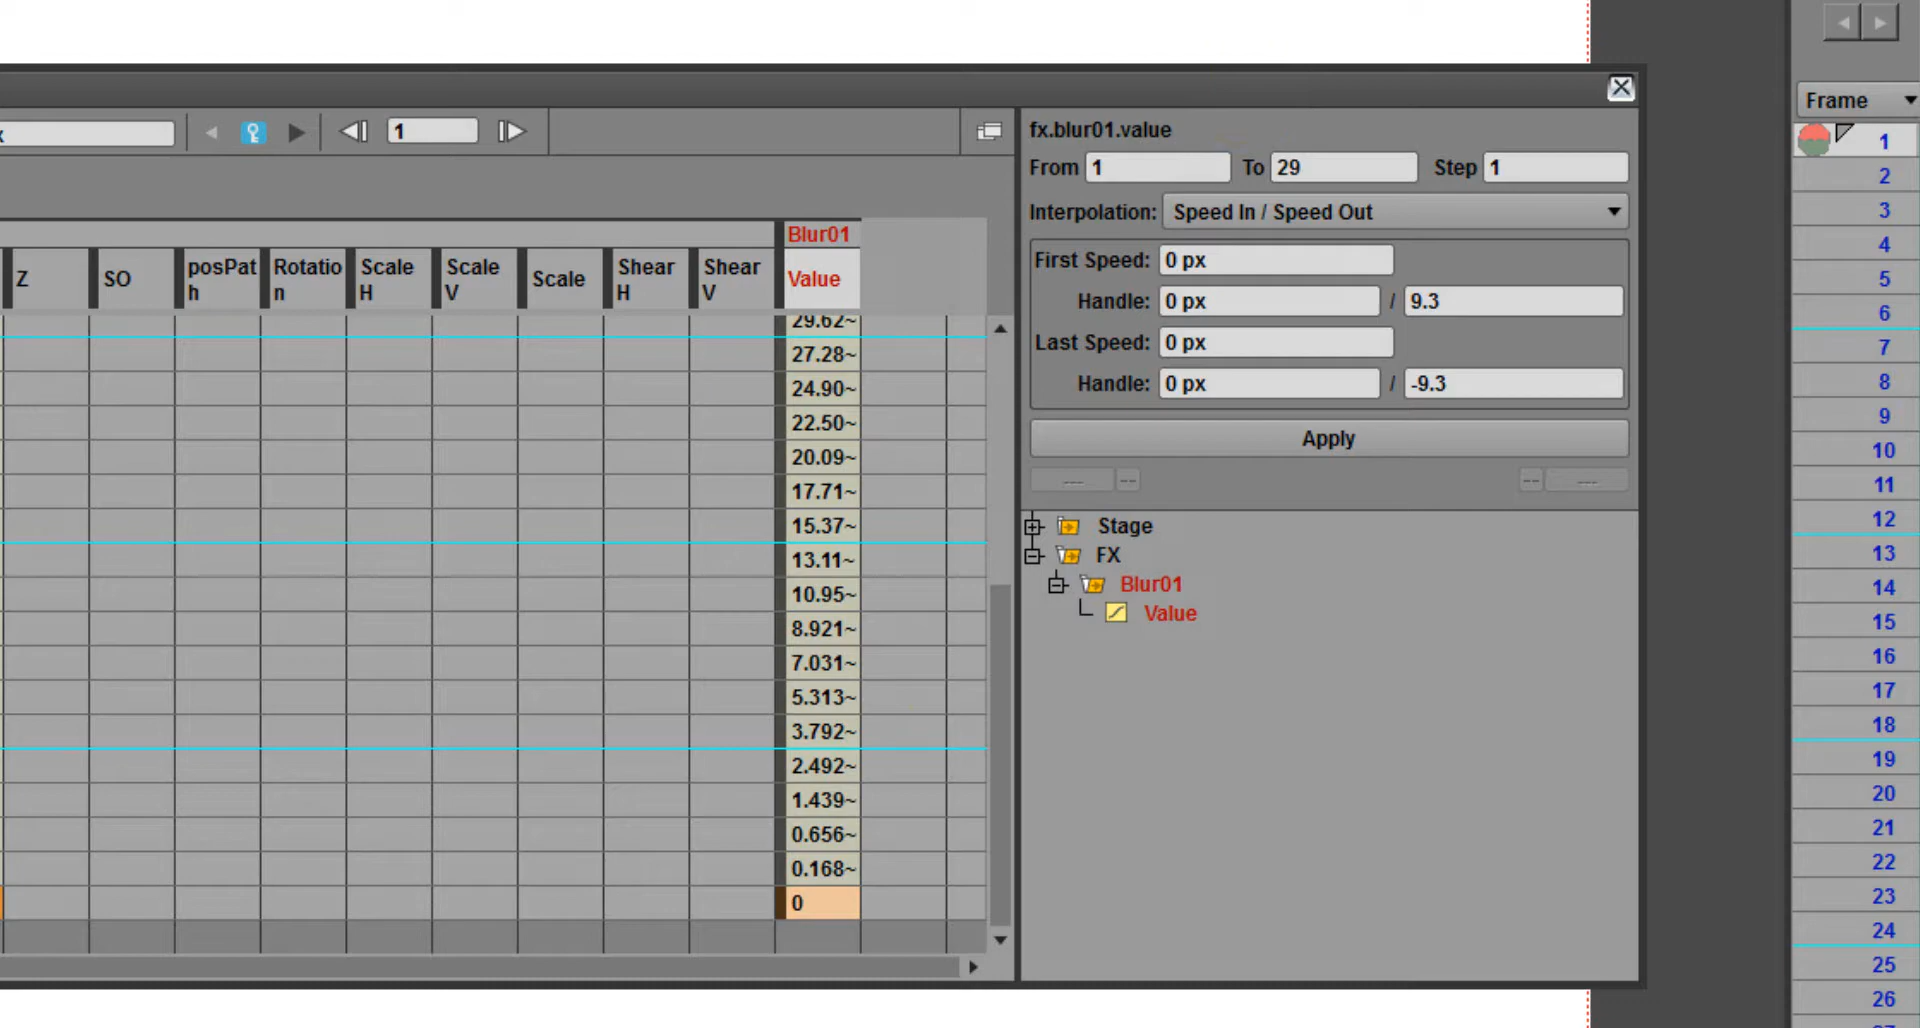 Frame
fx.blur01.value
1
From 1 To 29 Step 1
Interpolation: Speed In / Speed Out
Blur01
Z SO posPat
h Rotatio
n Scale
H Scale
V Scale Shear
H Shear
V Value
First Speed: 0 px
Handle: 0 px / 9.3
Last Speed: 0 px
Handle: 0 px / -9.3
Apply
--- -- -- ---
Stage
FX
Blur01
Value
29.62~
27.28~
24.90~
22.50~
20.09~
17.71~
15.37~
13.11~
10.95~
8.921~
7.031~
5.313~
3.792~
2.492~
1.439~
0.656~
0.168~
0
1
2
3
4
5
6
7
8
9
10
11
12
13
14
15
16
17
18
19
20
21
22
23
24
25
26